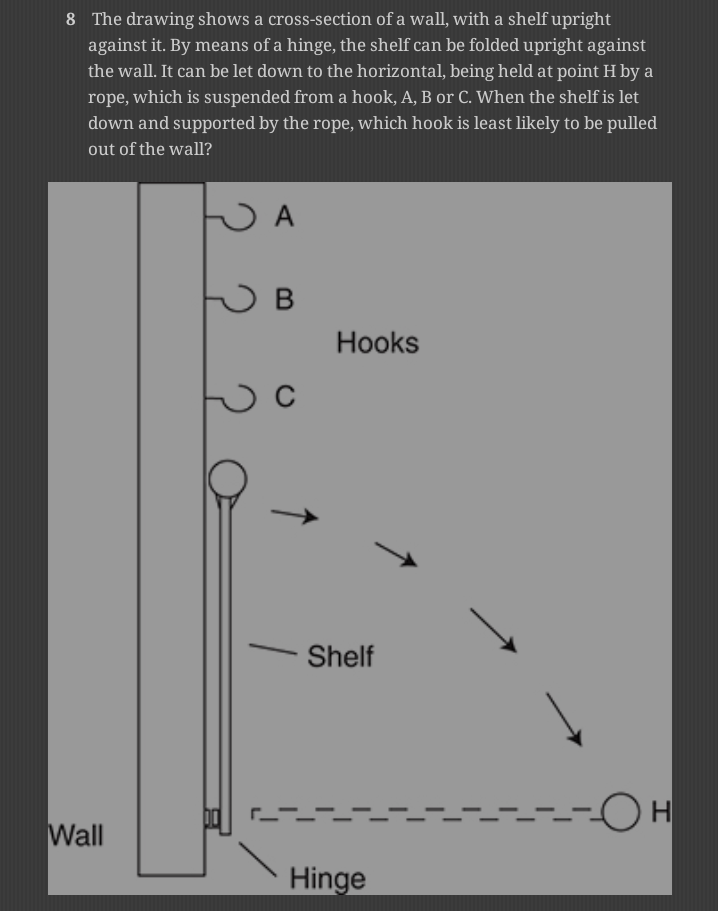 8 The drawing shows a cross-section of a wall, with a shelf upright
against it. By means of a hinge, the shelf can be folded upright against
the wall. It can be let down to the horizontal, being held at point H by a
rope, which is suspended from a hook, A, B or C. When the shelf is let
down and supported by the rope, which hook is least likely to be pulled
out of the wall?
A
B
Hooks
C
Shelf
H
Wall
Hinge